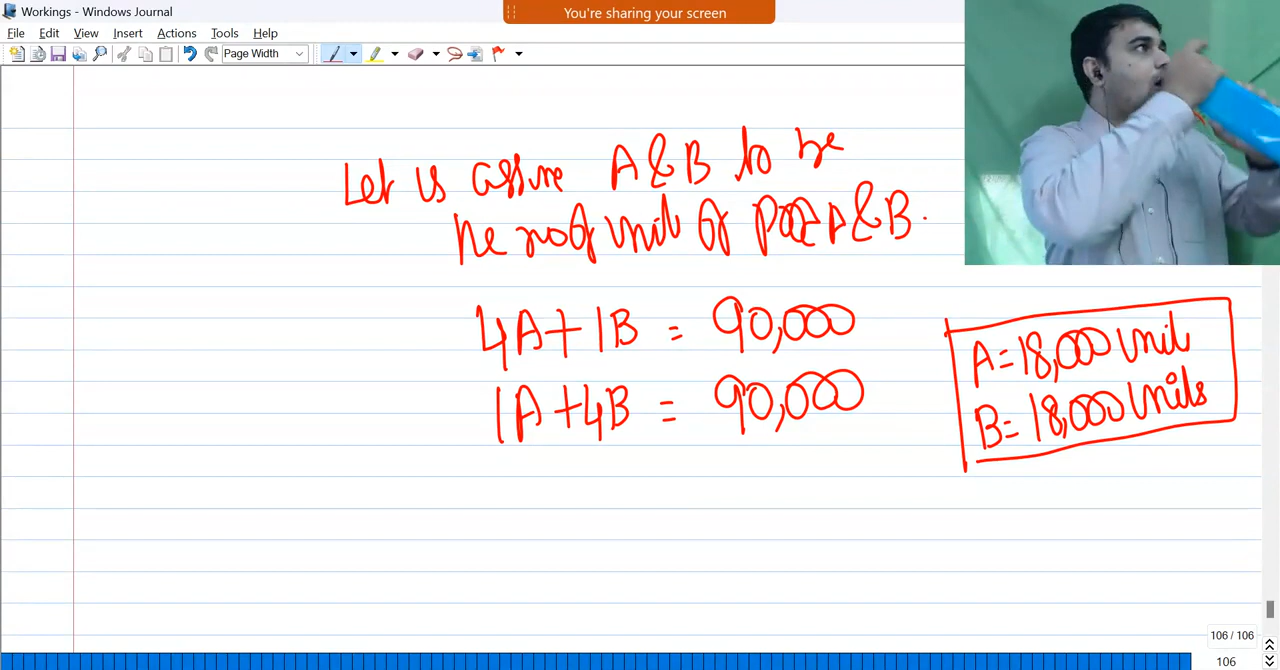 Workings - Windows Journal
You're sharing your screen
File Edit View Insert Actions Tools Help
Page Width
Let us assume A&B to be
the no of unit of A&B.
4A+1B = 90,000
1A+4B = 90,000
A=18,000 Units
B=18,000 Units
106 / 106
106